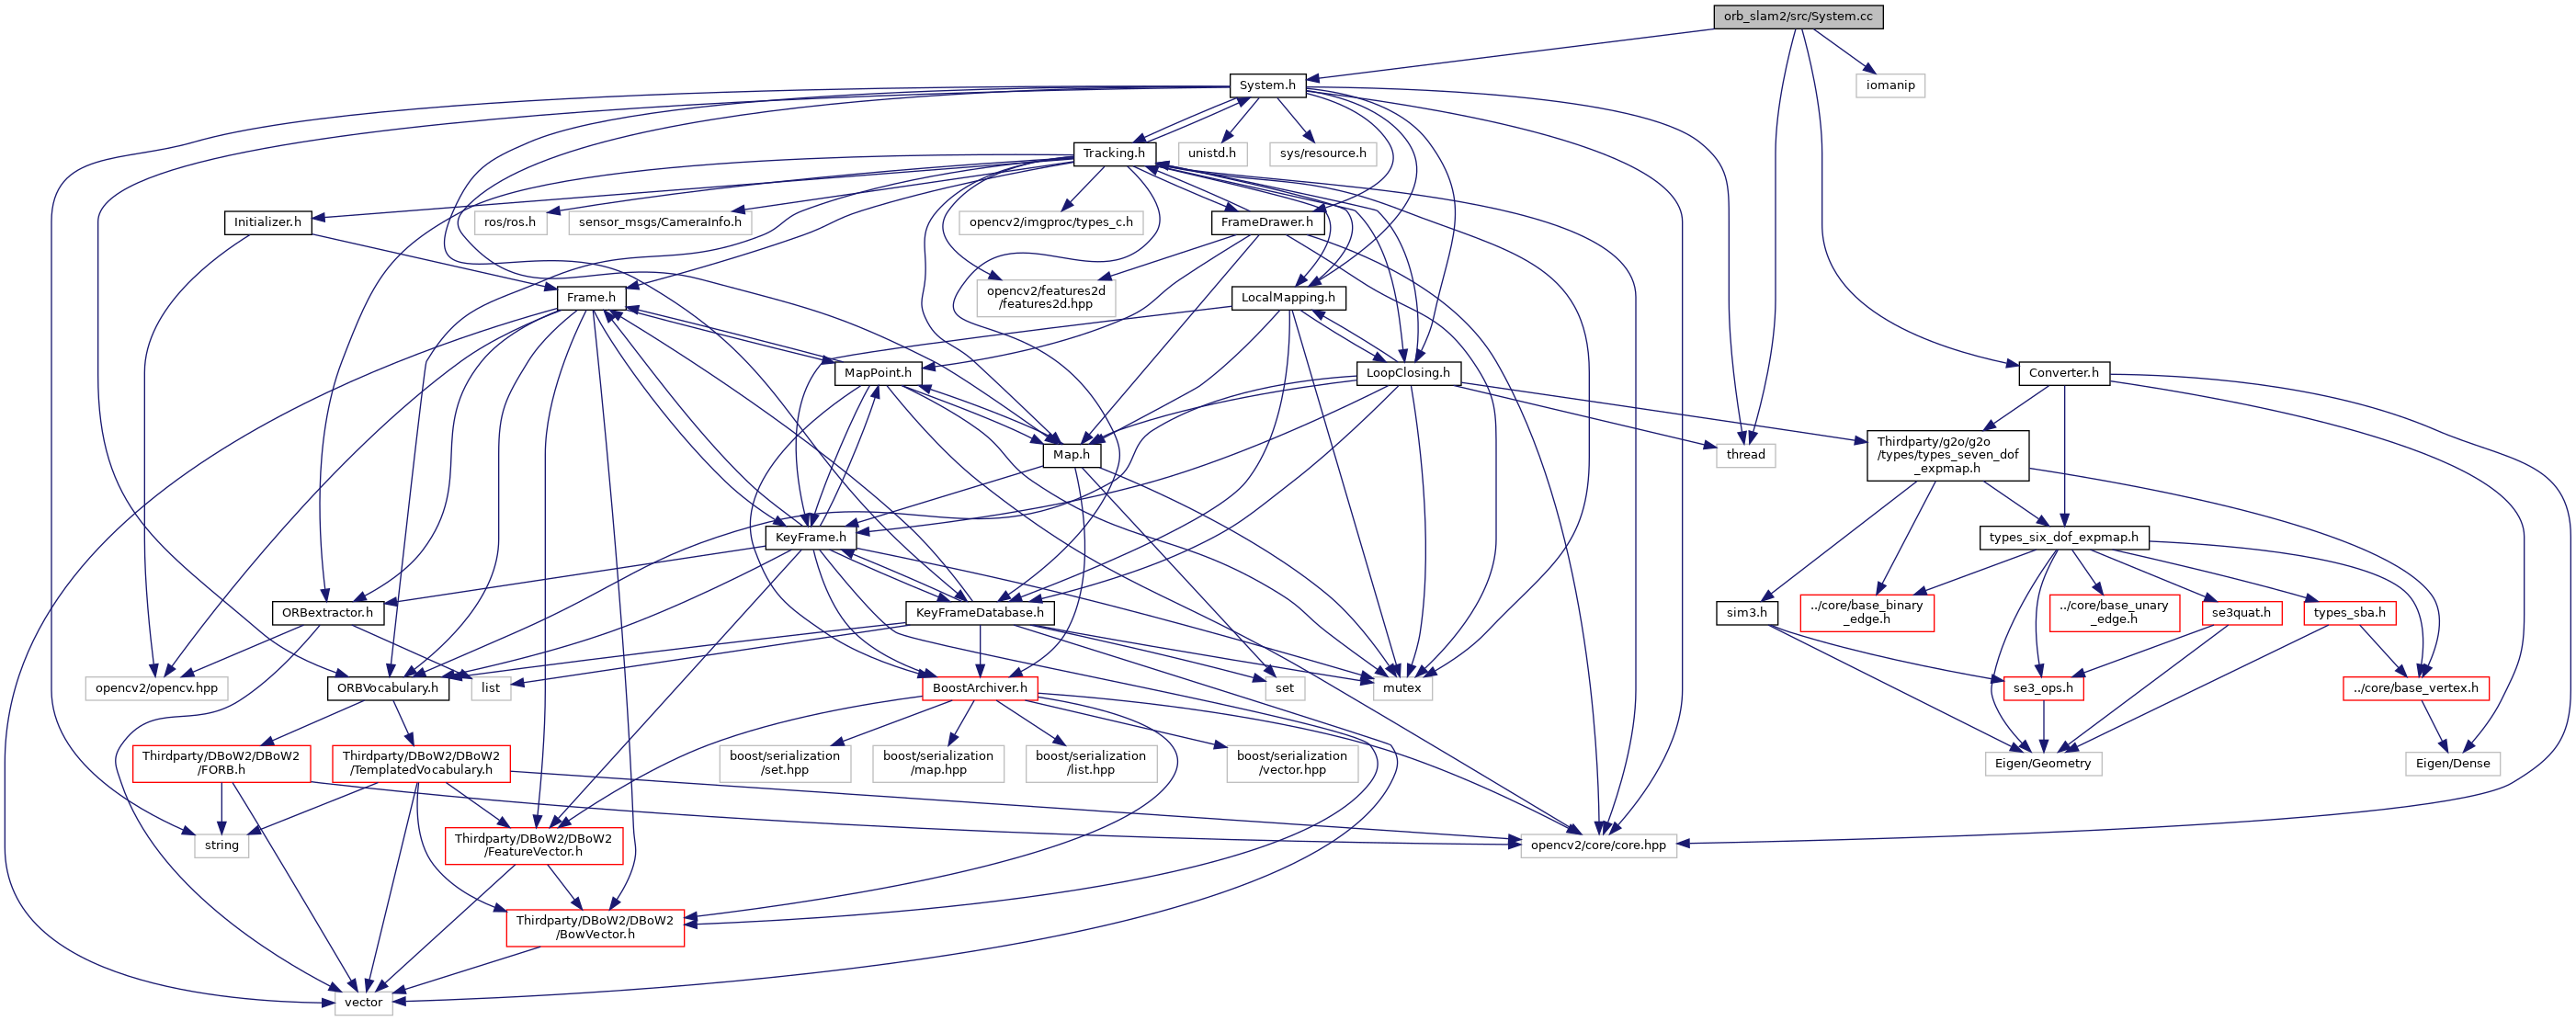 orb_slam2/src/System.cc
System.h
iomanip
Tracking.h
unistd.h
sys/resource.h
Initializer.h
ros/ros.h
sensor_msgs/CameraInfo.h
opencv2/imgproc/types_c.h
FrameDrawer.h
Frame.h
opencv2/features2d
/features2d.hpp
LocalMapping.h
MapPoint.h
LoopClosing.h
Converter.h
Map.h
thread
Thirdparty/g2o/g2o
/types/types_seven_dof
_expmap.h
KeyFrame.h
types_six_dof_expmap.h
ORBextractor.h
KeyFrameDatabase.h
sim3.h
../core/base_binary
_edge.h
../core/base_unary
_edge.h
se3quat.h
types_sba.h
opencv2/opencv.hpp
ORBVocabulary.h
list
BoostArchiver.h
set
mutex
se3_ops.h
../core/base_vertex.h
Thirdparty/DBoW2/DBoW2
/FORB.h
Thirdparty/DBoW2/DBoW2
/TemplatedVocabulary.h
boost/serialization
/set.hpp
boost/serialization
/map.hpp
boost/serialization
/list.hpp
boost/serialization
/vector.hpp
Eigen/Geometry
Eigen/Dense
string
Thirdparty/DBoW2/DBoW2
/FeatureVector.h
opencv2/core/core.hpp
Thirdparty/DBoW2/DBoW2
/BowVector.h
vector